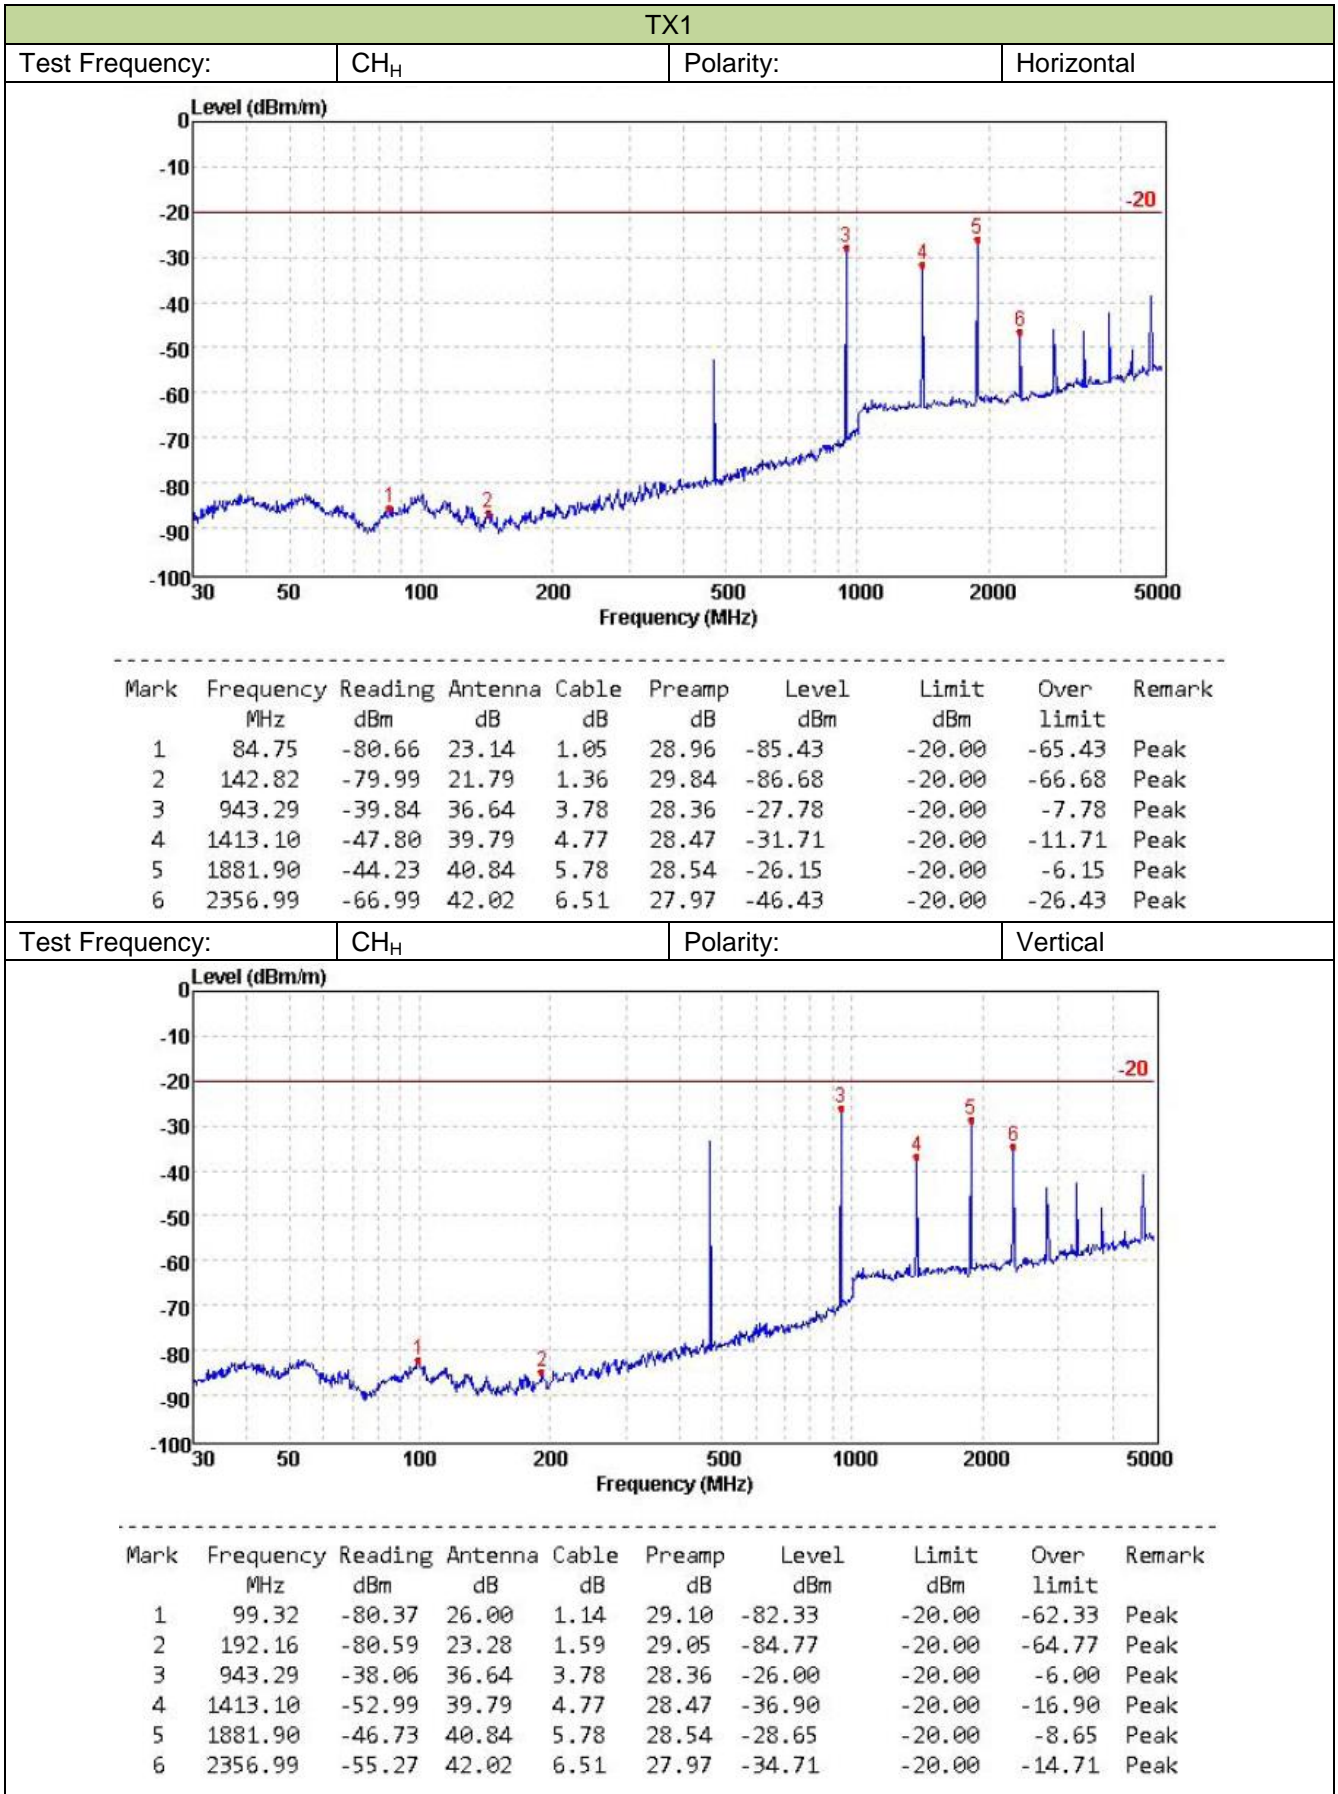 TX1
Test Frequency: CHH Polarity: Horizontal
Level (dBm/m)
0
-10
-20
-20
-30
-40
-50
-60
-70
-80
-90
-100
1 2 3 4 5 6
30 50 100 200 500 1000 2000 5000
Frequency (MHz)
Mark Frequency Reading Antenna Cable Preamp Level Limit Over Remark
MHz dBm dB dB dB dBm dBm limit
1 84.75 -80.66 23.14 1.05 28.96 -85.43 -20.00 -65.43 Peak
2 142.82 -79.99 21.79 1.36 29.84 -86.68 -20.00 -66.68 Peak
3 943.29 -39.84 36.64 3.78 28.36 -27.78 -20.00 -7.78 Peak
4 1413.10 -47.80 39.79 4.77 28.47 -31.71 -20.00 -11.71 Peak
5 1881.90 -44.23 40.84 5.78 28.54 -26.15 -20.00 -6.15 Peak
6 2356.99 -66.99 42.02 6.51 27.97 -46.43 -20.00 -26.43 Peak
Test Frequency: CHH Polarity: Vertical
Level (dBm/m)
0
-10
-20
-20
-30
-40
-50
-60
-70
-80
-90
-100
1 2 3 4 5 6
30 50 100 200 500 1000 2000 5000
Frequency (MHz)
Mark Frequency Reading Antenna Cable Preamp Level Limit Over Remark
MHz dBm dB dB dB dBm dBm limit
1 99.32 -80.37 26.00 1.14 29.10 -82.33 -20.00 -62.33 Peak
2 192.16 -80.59 23.28 1.59 29.05 -84.77 -20.00 -64.77 Peak
3 943.29 -38.06 36.64 3.78 28.36 -26.00 -20.00 -6.00 Peak
4 1413.10 -52.99 39.79 4.77 28.47 -36.90 -20.00 -16.90 Peak
5 1881.90 -46.73 40.84 5.78 28.54 -28.65 -20.00 -8.65 Peak
6 2356.99 -55.27 42.02 6.51 27.97 -34.71 -20.00 -14.71 Peak